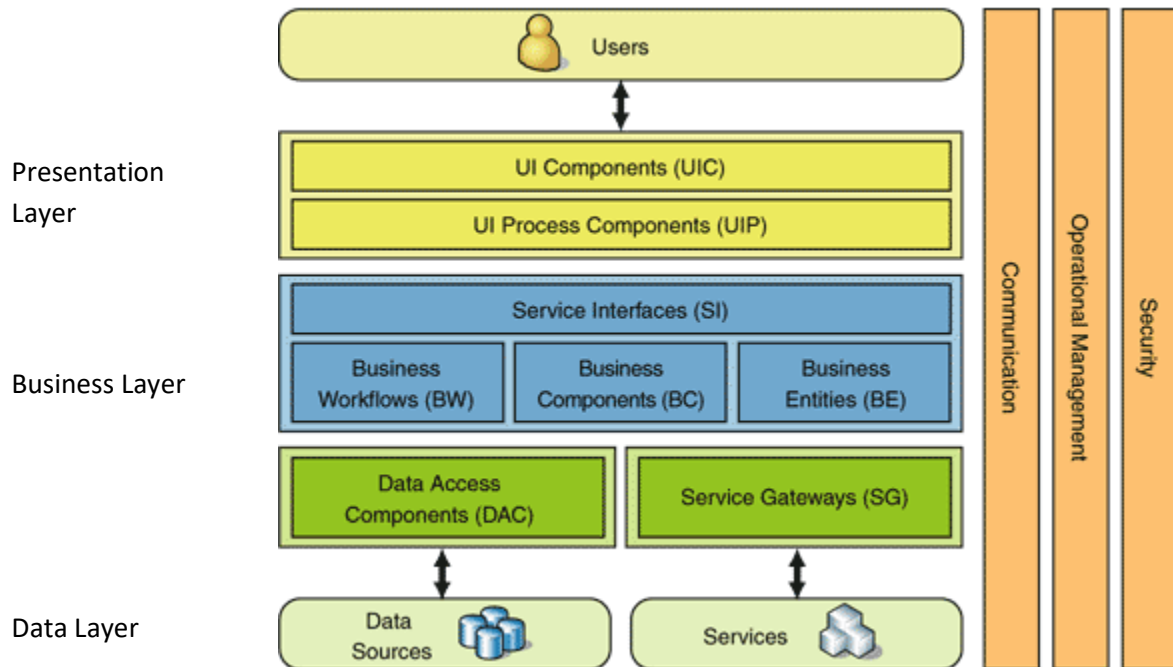 Users
Presentation
Layer
UI Components (UIC)
UI Process Components (UIP)
Business Layer
Service Interfaces (SI)
Business
Workflows (BW)
Business
Components (BC)
Business
Entities (BE)
Data Access
Components (DAC)
Service Gateways (SG)
Data Layer
Data
Sources
Services
Communication
Operational Management
Security